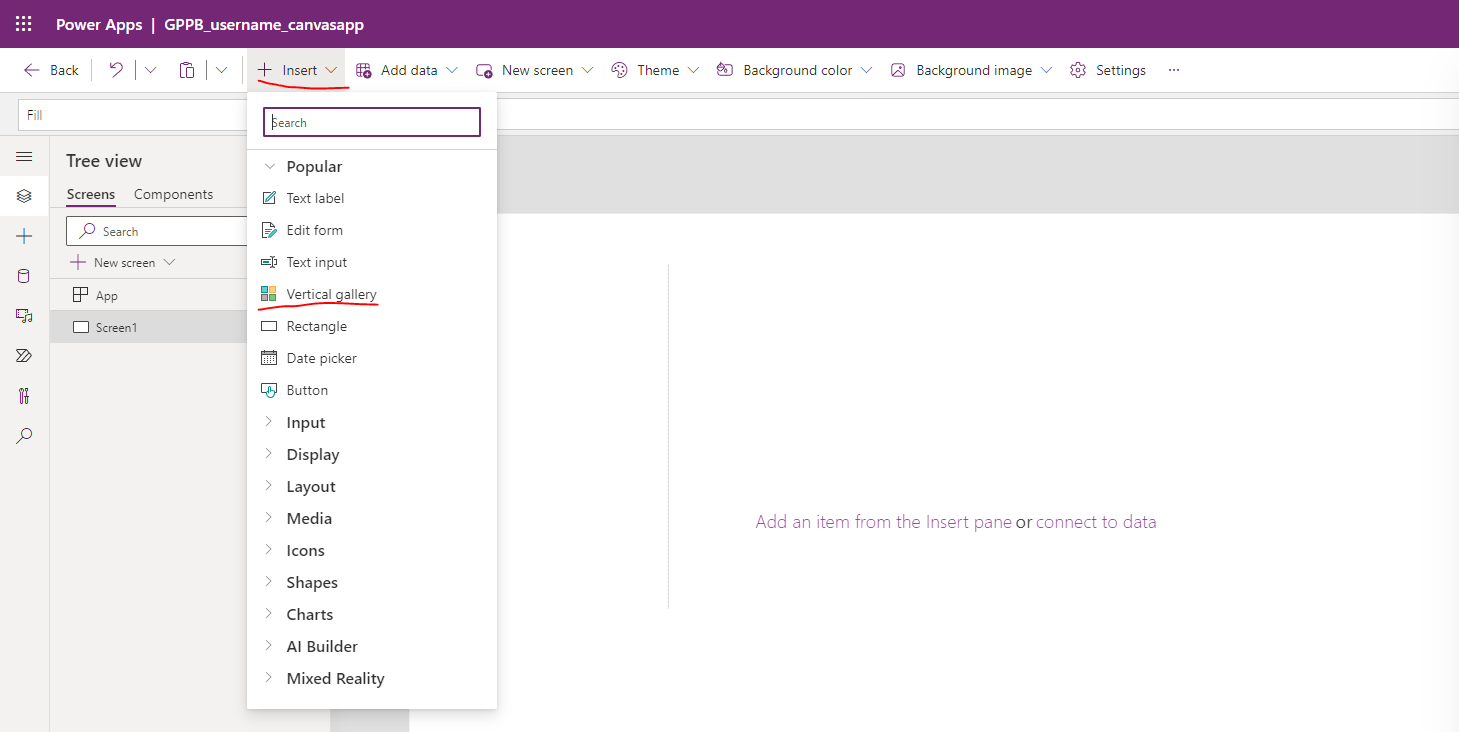 Power Apps | GPPB_username_canvasapp
Back
Insert
Add data
New screen
Theme
Background color
Background image
Settings
...
Fill
Search
Tree view
Screens
Components
Search
New screen
App
Screen1
Popular
Text label
Edit form
Text input
Vertical gallery
Rectangle
Date picker
Button
Input
Display
Layout
Media
Icons
Shapes
Charts
AI Builder
Mixed Reality
Add an item from the Insert pane or connect to data